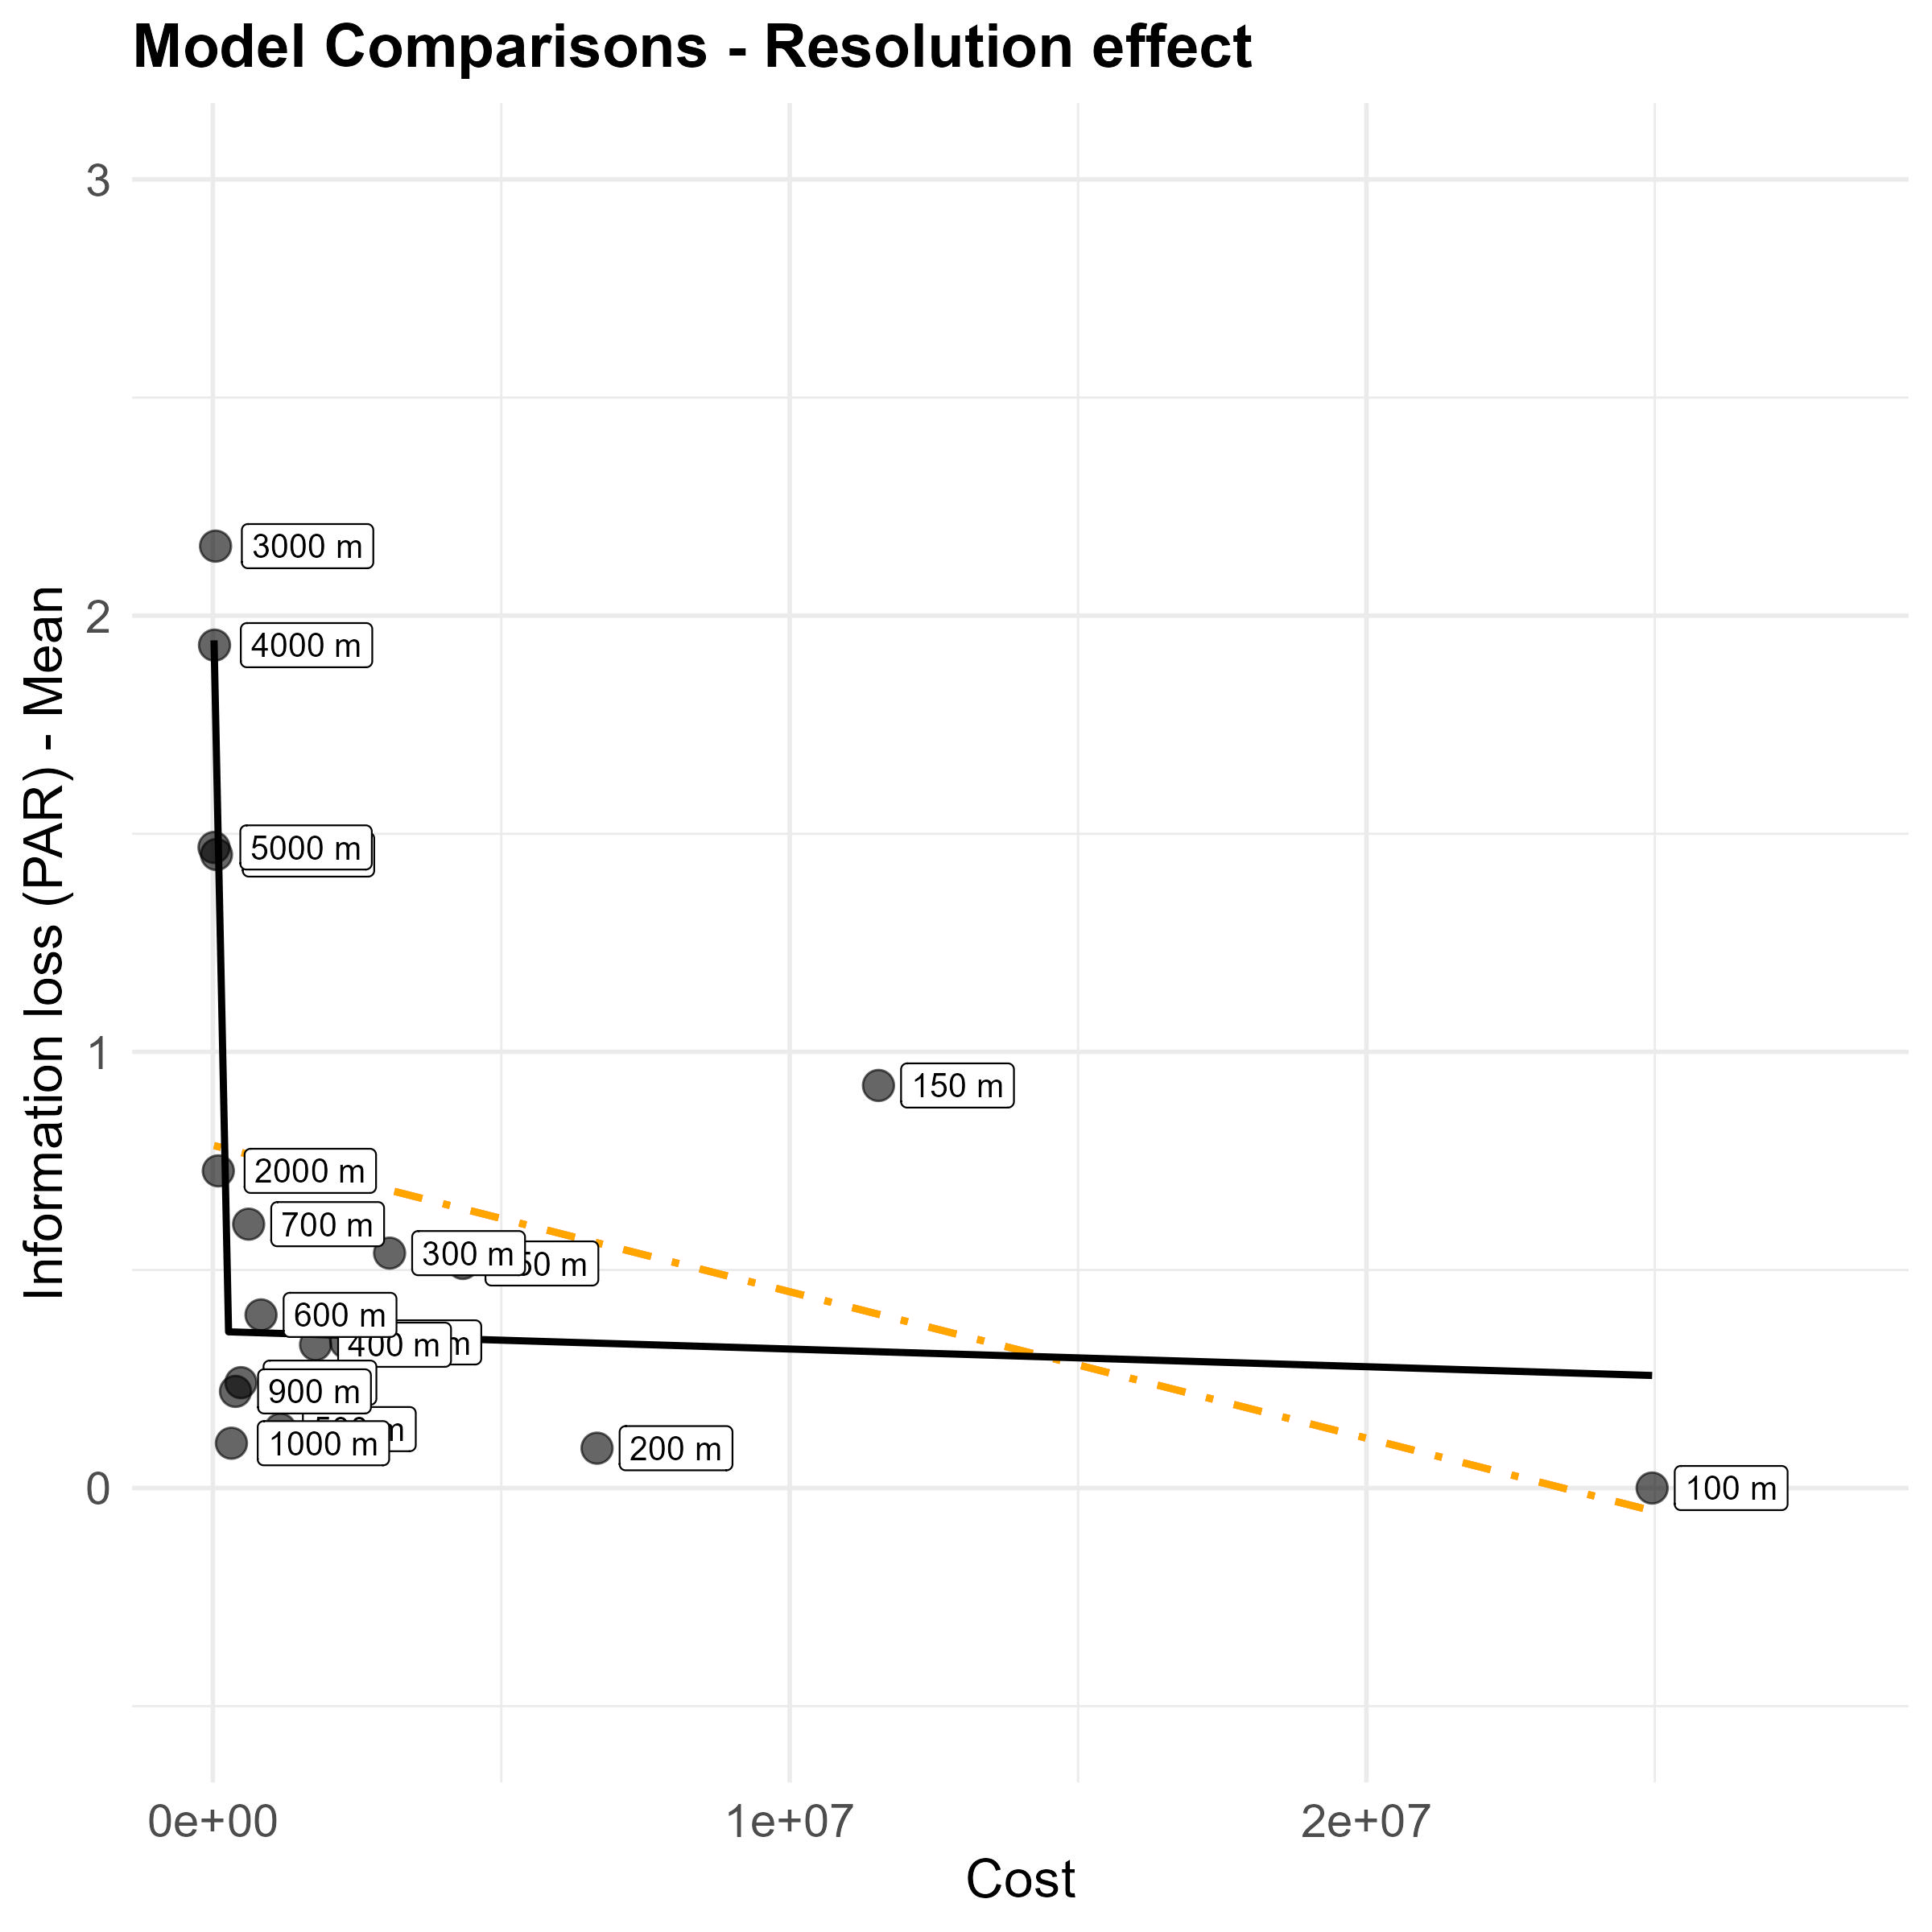 Model Comparisons - Resolution effect
3
2
1
0
Information loss (PAR) - Mean
3000 m
4000 m
5000 m
2000 m
150 m
700 m
300 m
600 m
400 m
900 m
1000 m
200 m
100 m
0e+00
1e+07
2e+07
Cost